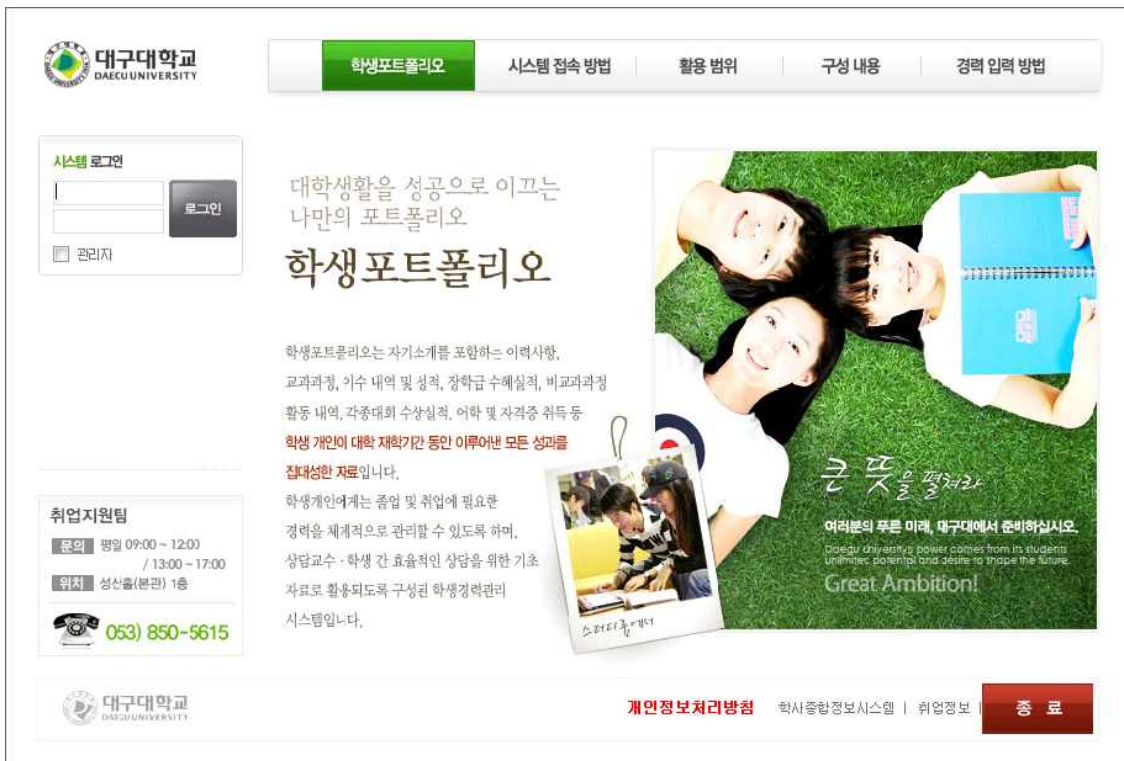 대구대학교
DAEGU UNIVERSITY
학생포트폴리오
시스템 접속 방법
활용 범위
구성 내용
경력 입력 방법
시스템 로그인
로그인
관리자
대학생활을 성공으로 이끄는
나만의 포트폴리오
학생포트폴리오
학생포트폴리오는 자기소개를 포함하는 이력사항,
교과과정, 이수 내역 및 성적, 장학금 수혜실적, 비교과과정
활동 내역, 각종대회 수상실적, 어학 및 자격증 취득 등
학생 개인이 대학 재학기간 동안 이루어낸 모든 성과를
집대성한 자료입니다.
학생개인에게는 졸업 및 취업에 필요한
경력을 체계적으로 관리할 수 있도록 하며,
상담교수·학생 간 효율적인 상담을 위한 기초
자료로 활용되도록 구성된 학생경력관리
시스템입니다.
스터디룸에서
큰 뜻을 펼쳐라
여러분의 푸른 미래, 대구대에서 준비하십시오.
Daegu university's power comes from its students
unlimited potential and desire to shape the future.
Great Ambition!
취업지원팀
문의 평일 09:00 ~ 12:00
/ 13:00 ~ 17:00
위치 성산홀(본관) 1층
053) 850-5615
대구대학교
DAEGU UNIVERSITY
개인정보처리방침 학사종합정보시스템 | 취업정보 |
종 료